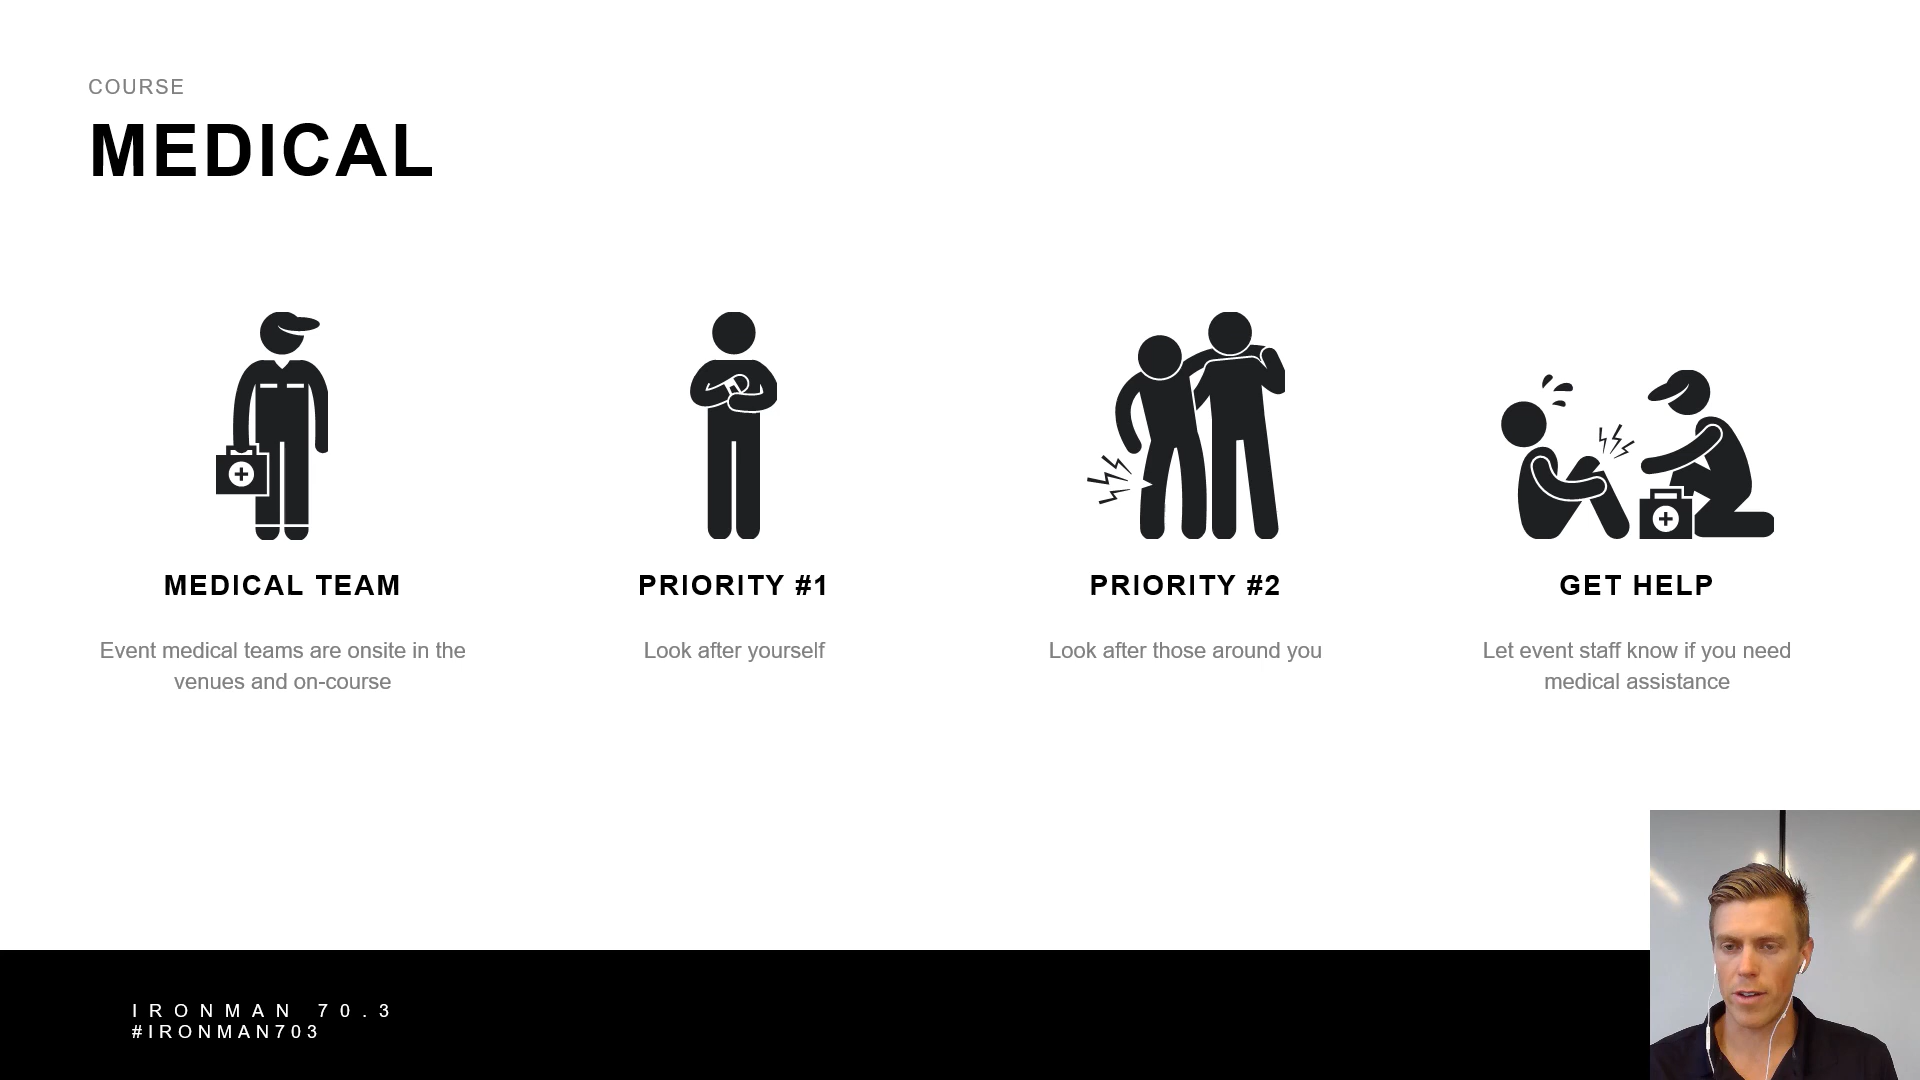 COURSE
MEDICAL
MEDICAL TEAM
Event medical teams are onsite in the
venues and on-course
PRIORITY #1
Look after yourself
PRIORITY #2
Look after those around you
GET HELP
Let event staff know if you need
medical assistance
IRONMAN 70.3
#IRONMAN703